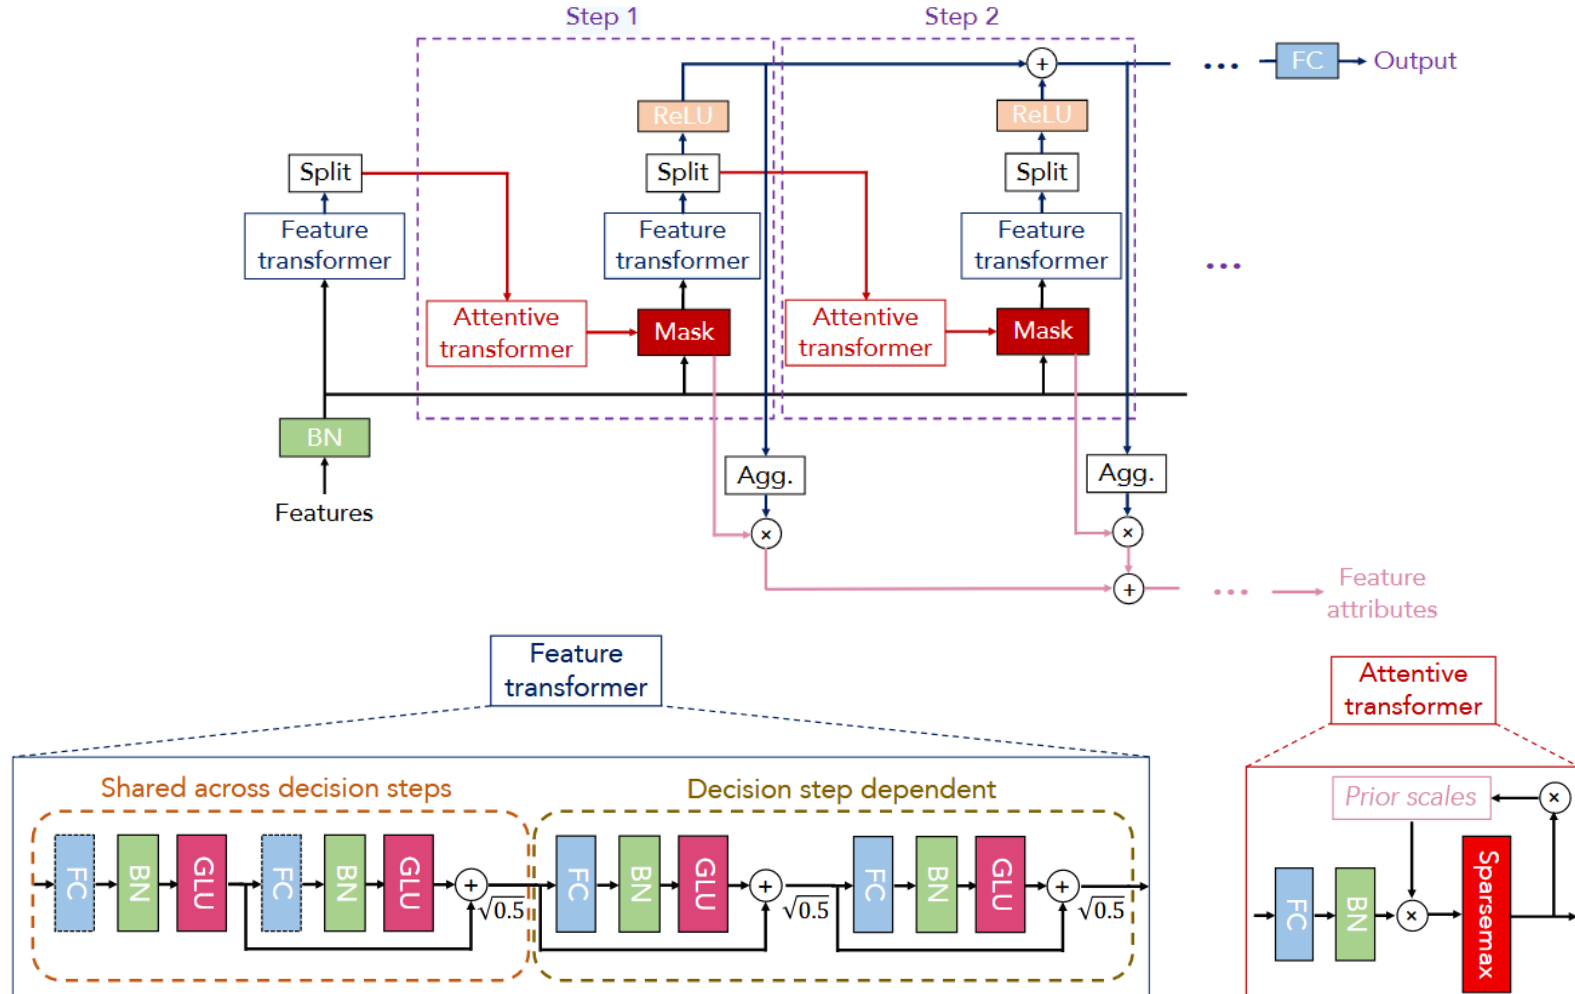 Step 1
Step 2
+
...
FC
Output
ReLU
ReLU
Split
Split
Split
Feature
transformer
Feature
transformer
Feature
transformer
...
Attentive
transformer
Mask
Attentive
transformer
Mask
BN
Features
Agg.
Agg.
×
×
+
...
Feature
attributes
Feature
transformer
Attentive
transformer
Shared across decision steps
Decision step dependent
FC
BN
GLU
FC
BN
GLU
+
√0.5
FC
BN
GLU
+
√0.5
FC
BN
GLU
+
√0.5
Prior scales
×
FC
BN
×
Sparsemax